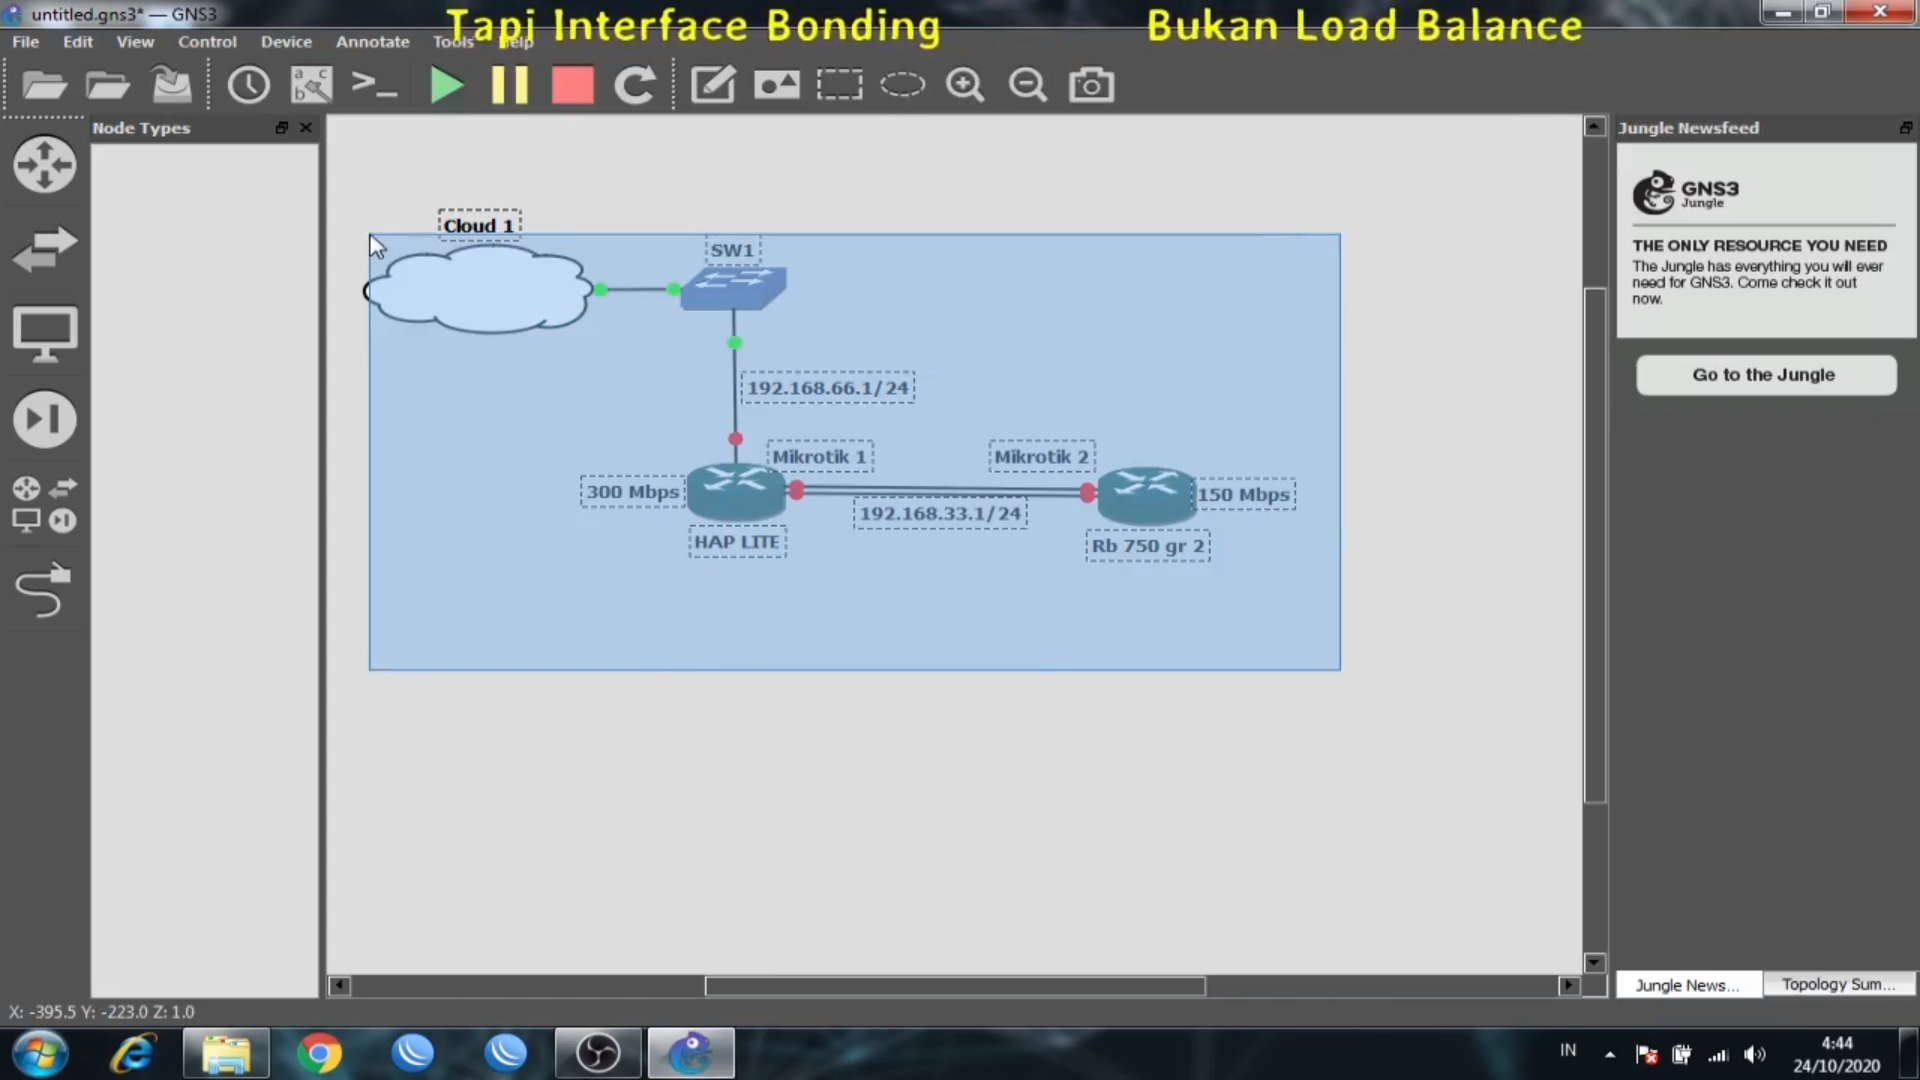 untitled.gns3* — GNS3
Tapi Interface Bonding
Bukan Load Balance
File Edit View Control Device Annotate Tools Help
Node Types
Jungle Newsfeed
GNS3
Jungle
THE ONLY RESOURCE YOU NEED
The Jungle has everything you will ever
need for GNS3. Come check it out
now.
Go to the Jungle
Cloud 1
SW1
192.168.66.1/24
Mikrotik 1
Mikrotik 2
300 Mbps
150 Mbps
192.168.33.1/24
HAP LITE
Rb 750 gr 2
Jungle News...
Topology Sum...
X: -395.5 Y: -223.0 Z: 1.0
IN
4:44
24/10/2020